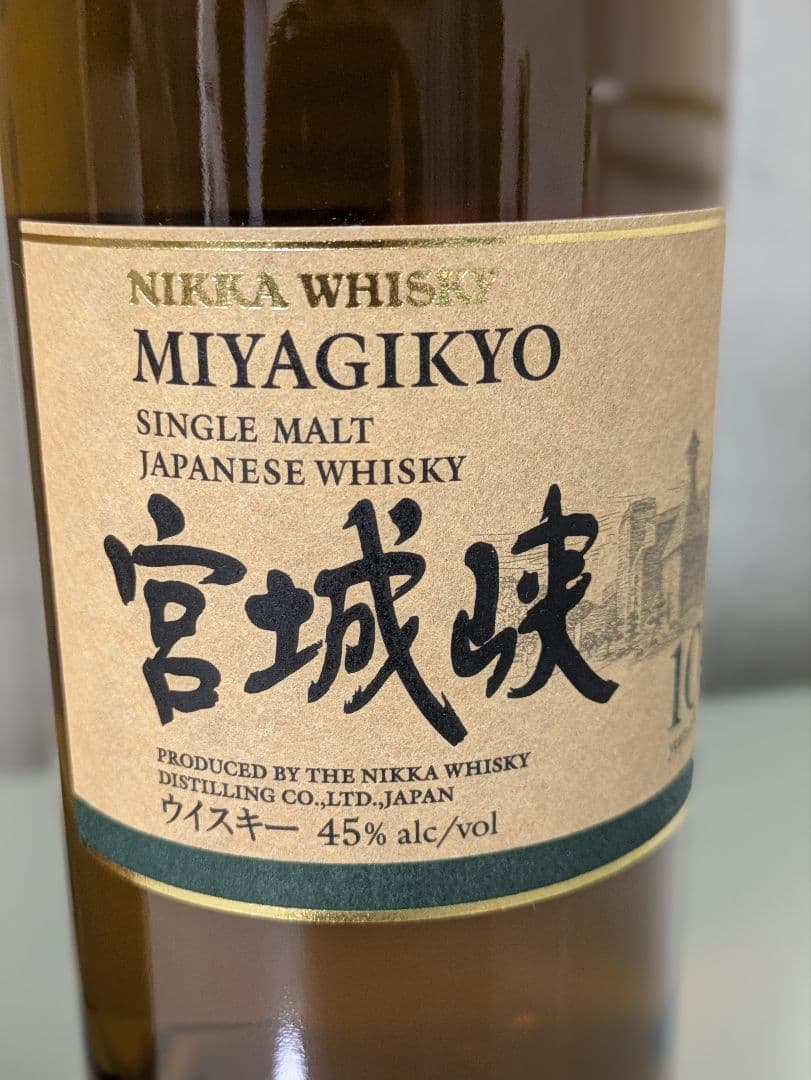 NIKKA WHISKY
MIYAGIKYO
SINGLE MALT
JAPANESE WHISKY
宮城峡
10
PRODUCED BY THE NIKKA WHISKY
DISTILLING CO.,LTD.,JAPAN
ウイスキー 45% alc/vol